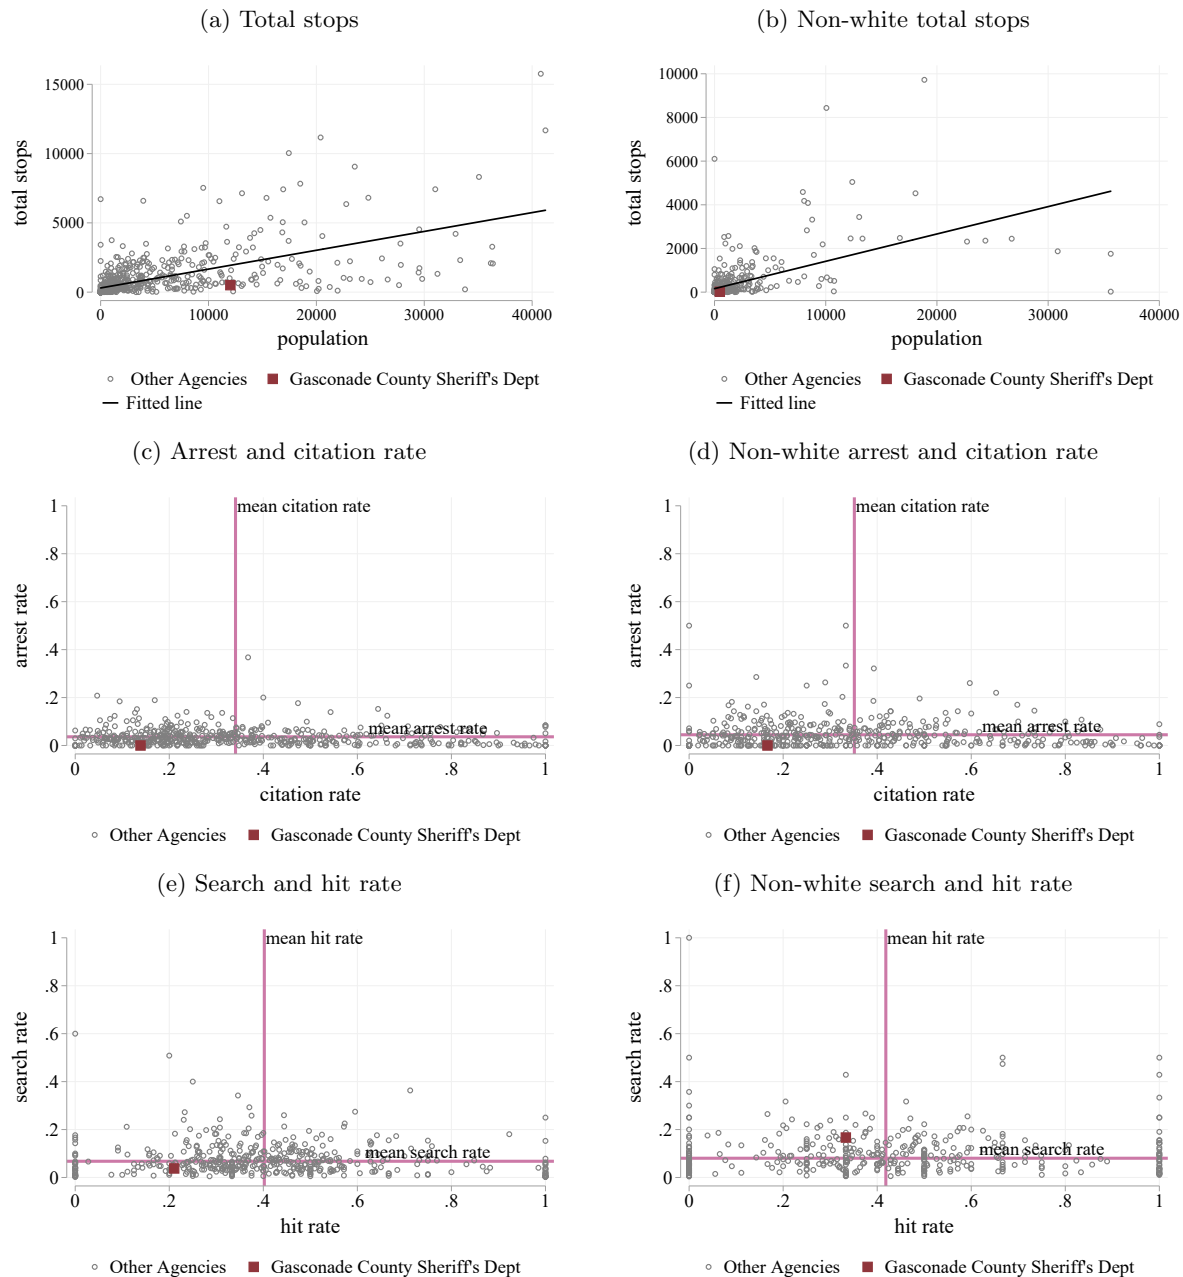 (a) Total stops
(b) Non-white total stops
total stops
15000
10000
5000
0
0 10000 20000 30000 40000
population
Other Agencies Gasconade County Sheriff's Dept
Fitted line
total stops
10000
8000
6000
4000
2000
0
0 10000 20000 30000 40000
population
Other Agencies Gasconade County Sheriff's Dept
Fitted line
(c) Arrest and citation rate
(d) Non-white arrest and citation rate
arrest rate
1
.8
.6
.4
.2
0
mean citation rate
mean arrest rate
0 .2 .4 .6 .8 1
citation rate
Other Agencies Gasconade County Sheriff's Dept
arrest rate
1
.8
.6
.4
.2
0
mean citation rate
mean arrest rate
0 .2 .4 .6 .8 1
citation rate
Other Agencies Gasconade County Sheriff's Dept
(e) Search and hit rate
(f) Non-white search and hit rate
search rate
1
.8
.6
.4
.2
0
mean hit rate
mean search rate
0 .2 .4 .6 .8 1
hit rate
Other Agencies Gasconade County Sheriff's Dept
search rate
1
.8
.6
.4
.2
0
mean hit rate
mean search rate
0 .2 .4 .6 .8 1
hit rate
Other Agencies Gasconade County Sheriff's Dept